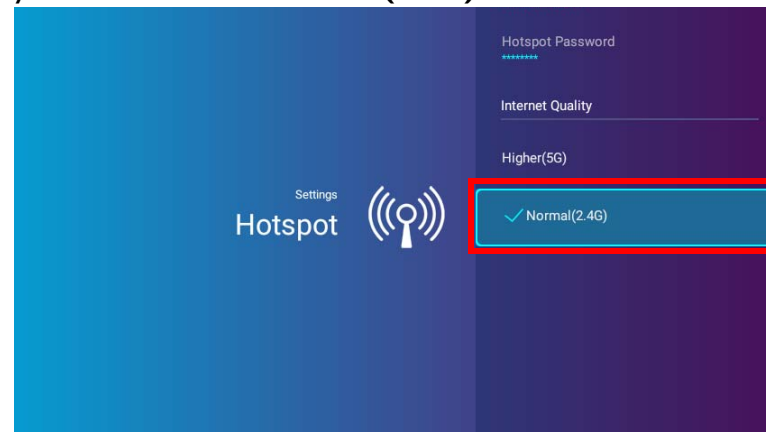 Hotspot Password
********
Internet Quality
Higher(5G)
Settings
Hotspot
Normal(2.4G)